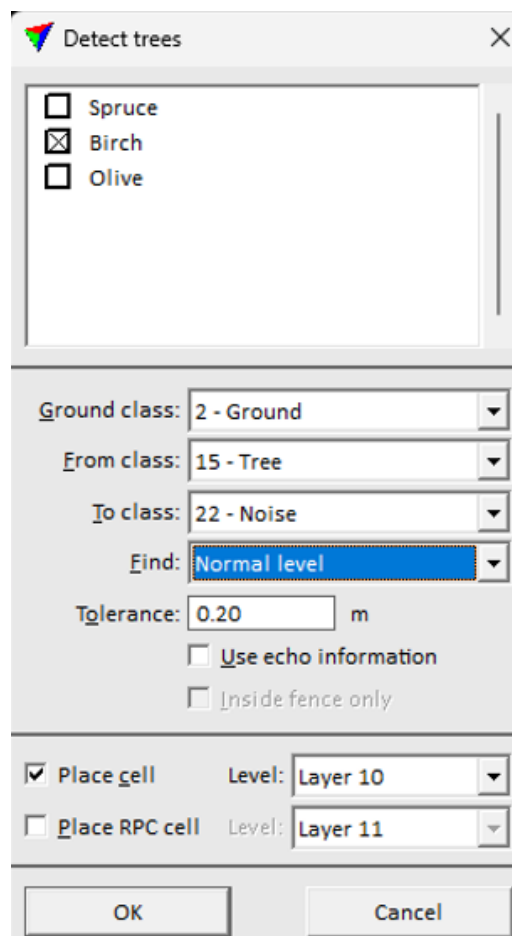 Detect trees
Spruce
Birch
Olive
Ground class: 2 - Ground
From class: 15 - Tree
To class: 22 - Noise
Find: Normal level
Tolerance: 0.20 m
Use echo information
Inside fence only
Place cell Level: Layer 10
Place RPC cell Level: Layer 11
OK Cancel